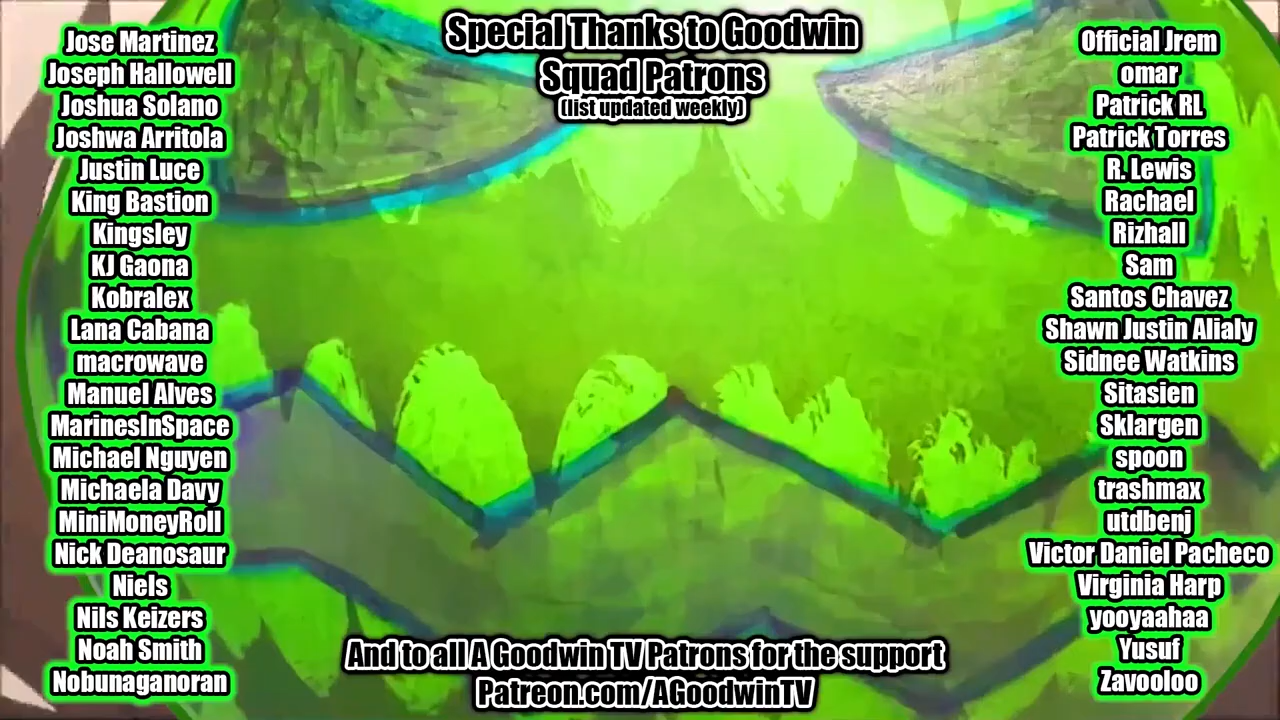 Special Thanks to Goodwin
Squad Patrons
(list updated weekly)
Jose Martinez
Joseph Hallowell
Joshua Solano
Joshwa Arritola
Justin Luce
King Bastion
Kingsley
KJ Gaona
Kobralex
Lana Cabana
macrowave
Manuel Alves
MarinesInSpace
Michael Nguyen
Michaela Davy
MiniMoneyRoll
Nick Deanosaur
Niels
Nils Keizers
Noah Smith
Nobunaganoran
Official Jrem
omar
Patrick RL
Patrick Torres
R. Lewis
Rachael
Rizhall
Sam
Santos Chavez
Shawn Justin Alialy
Sidnee Watkins
Sitasien
Sklargen
spoon
trashmax
utdbenj
Victor Daniel Pacheco
Virginia Harp
yooyaahaa
Yusuf
Zavooloo
And to all A Goodwin TV Patrons for the support
Patreon.com/AGoodwinTV